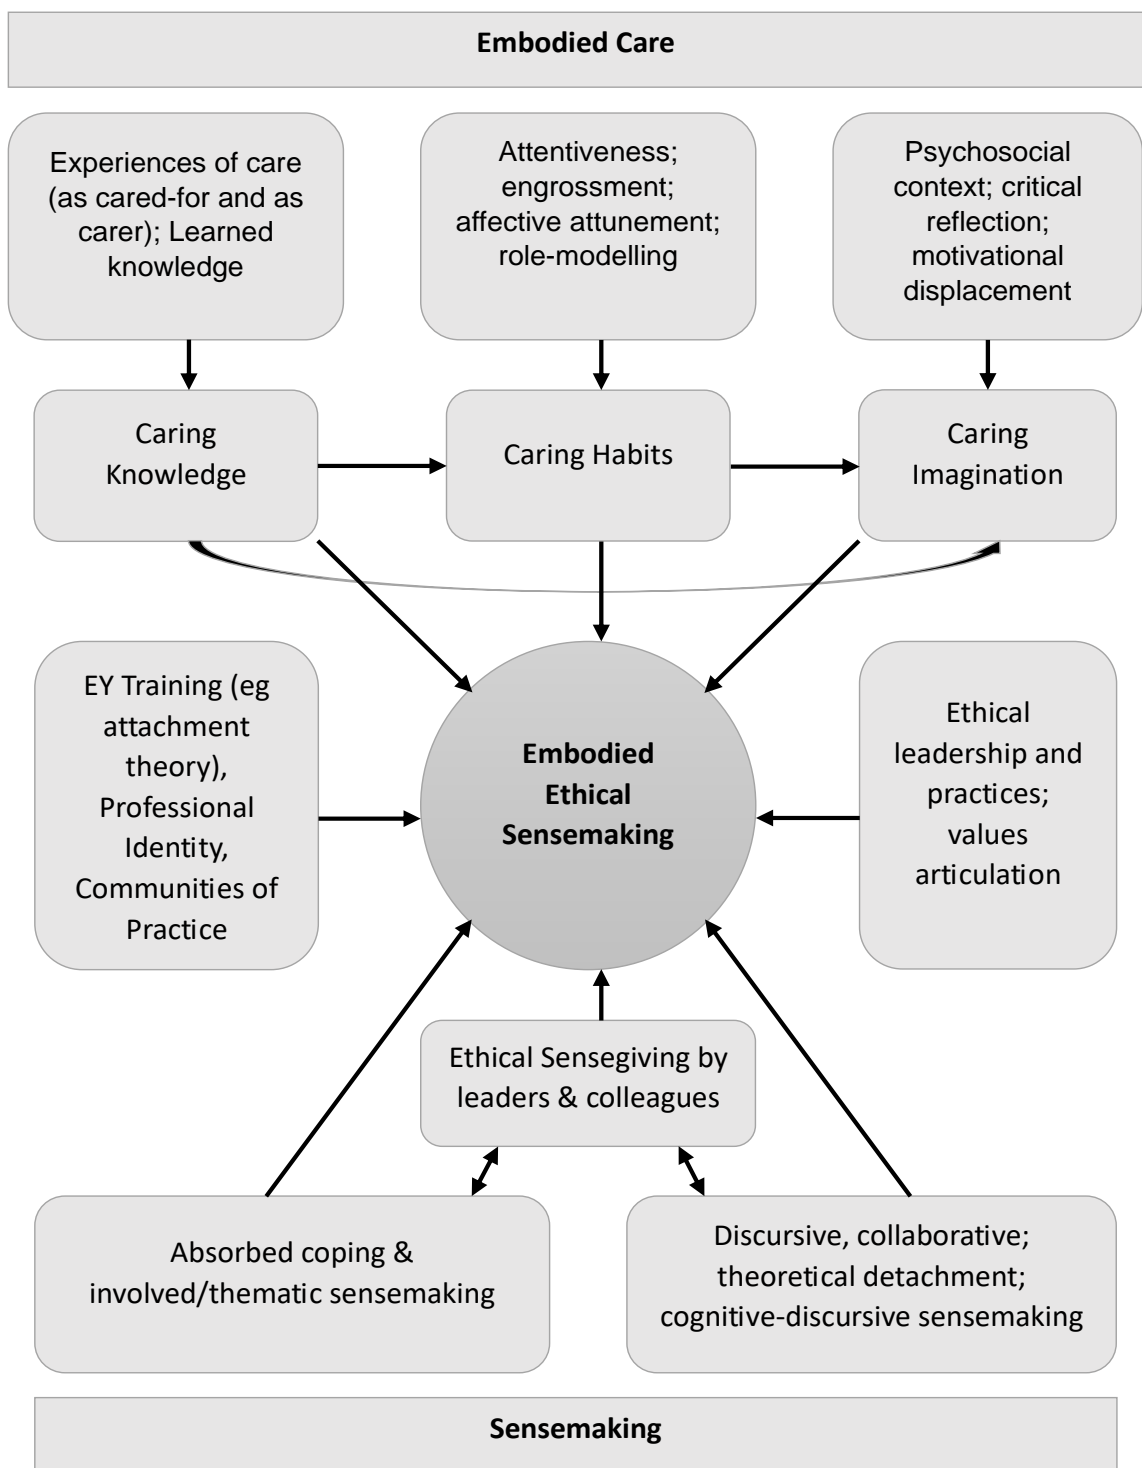 Embodied Care
Experiences of care
(as cared-for and as
carer); Learned
knowledge
Attentiveness;
engrossment;
affective attunement;
role-modelling
Psychosocial
context; critical
reflection;
motivational
displacement
Caring
Knowledge
Caring Habits
Caring
Imagination
EY Training (eg
attachment
theory),
Professional
Identity,
Communities of
Practice
Embodied
Ethical
Sensemaking
Ethical
leadership and
practices;
values
articulation
Ethical Sensegiving by
leaders & colleagues
Absorbed coping &
involved/thematic sensemaking
Discursive, collaborative;
theoretical detachment;
cognitive-discursive sensemaking
Sensemaking